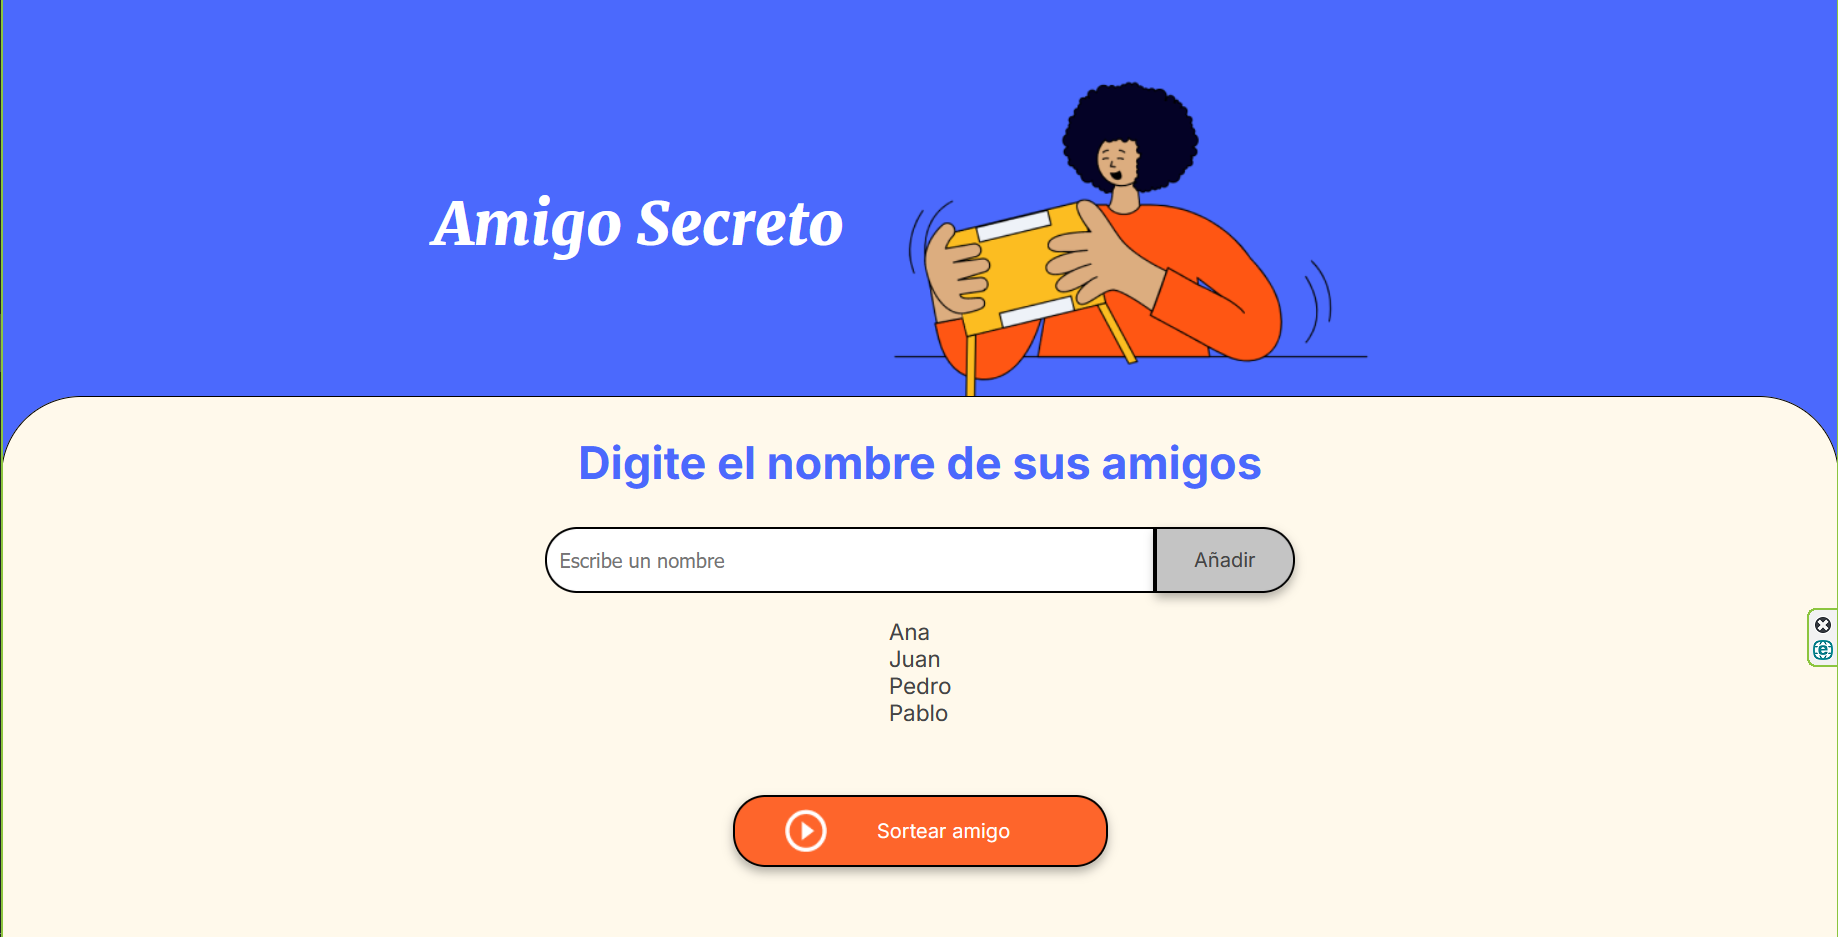 Amigo Secreto
Digite el nombre de sus amigos
Escribe un nombre
Añadir
Ana
Juan
Pedro
Pablo
Sortear amigo